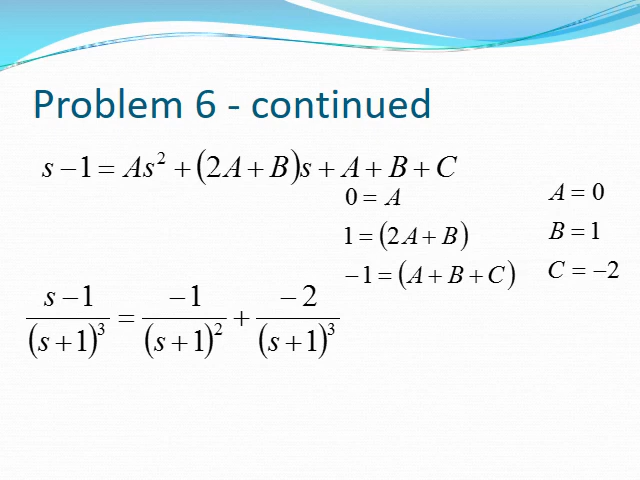 Problem 6 - continued
s − 1 = As² + (2A + B)s + A + B + C
0 = A
1 = (2A + B)
−1 = (A + B + C)
A = 0
B = 1
C = −2
(s − 1)/(s + 1)³ = −1/(s + 1)² + −2/(s + 1)³